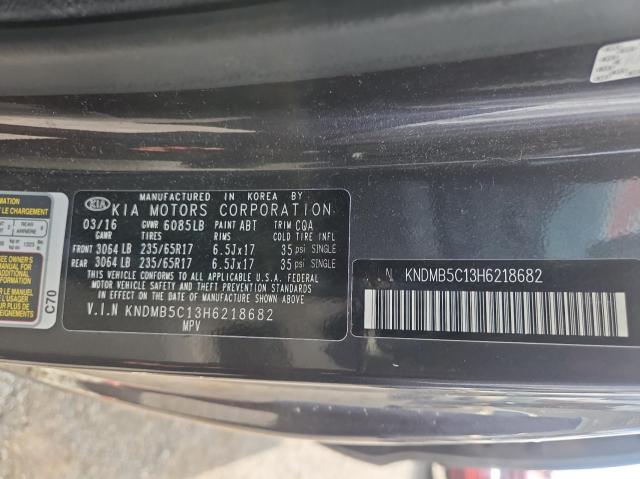 MANUFACTURED IN KOREA BY
KIA KIA MOTORS CORPORATION
03/16 GVWR 6085LB PAINT ABT TRIM CQA
GAWR TIRES RIMS COLD TIRE INFL
FRONT 3064 LB 235/65R17 6.5Jx17 35 psi SINGLE
REAR 3064 LB 235/65R17 6.5Jx17 35 psi SINGLE
THIS VEHICLE CONFORMS TO ALL APPLICABLE U.S.A. FEDERAL
MOTOR VEHICLE SAFETY AND THEFT PREVENTION STANDARDS
IN EFFECT ON THE DATE OF MANUFACTURE SHOWN ABOVE.
V.I.N KNDMB5C13H6218682
MPV
N KNDMB5C13H6218682
LE CHARGEMENT
C70